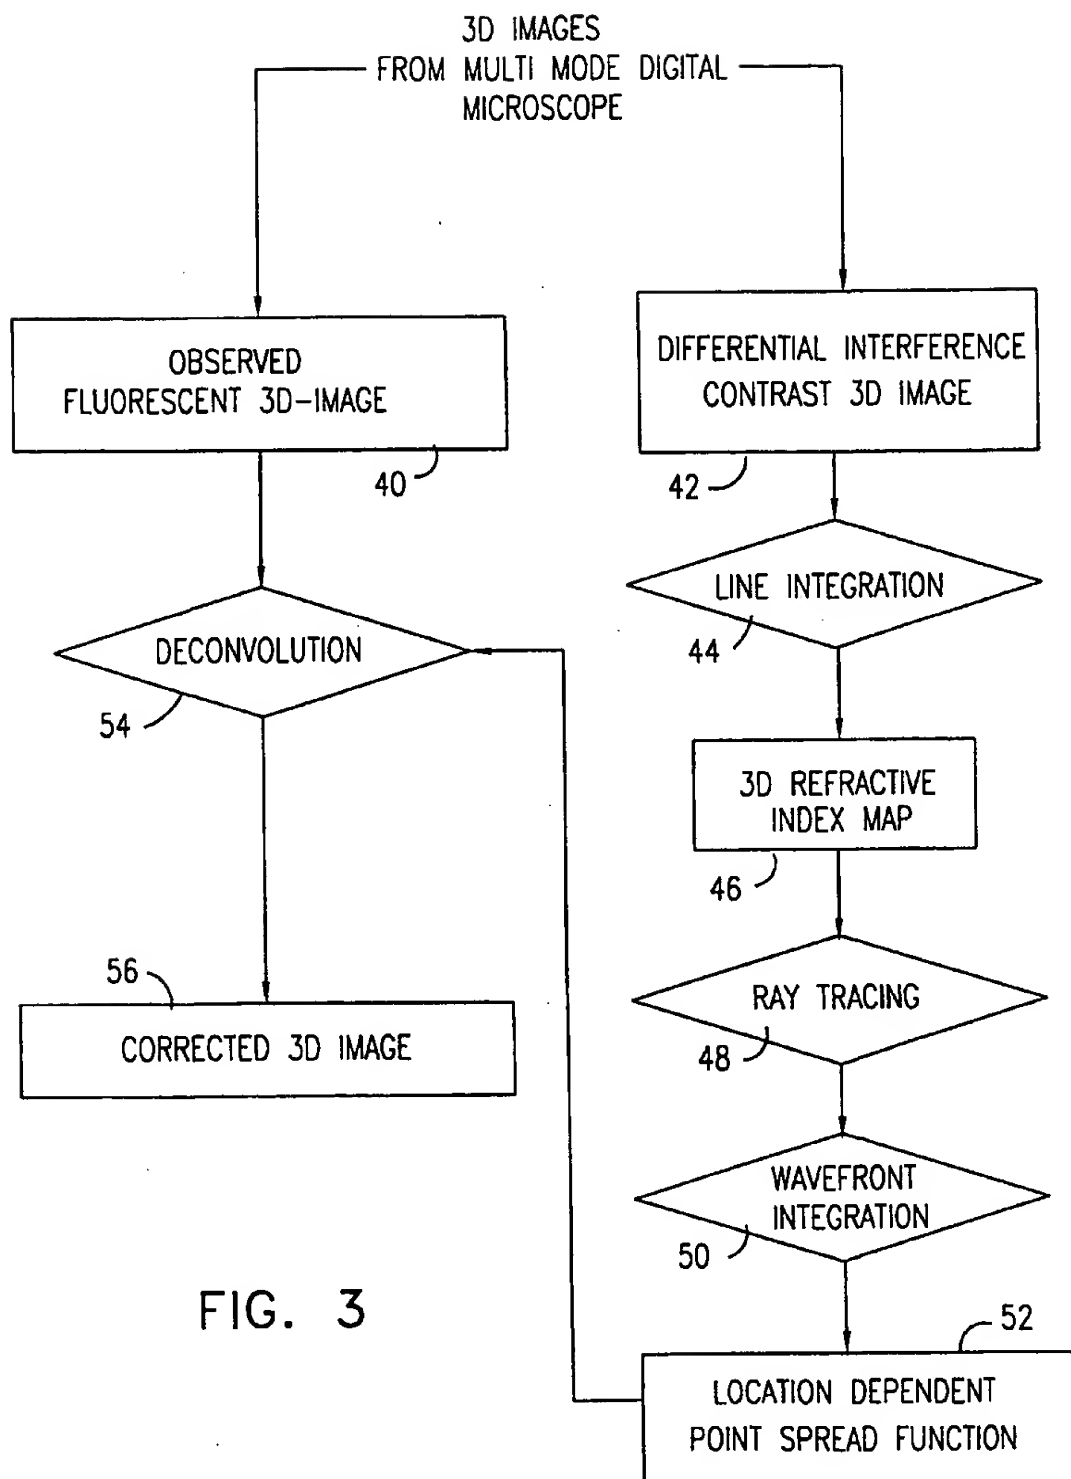 3D IMAGES
FROM MULTI MODE DIGITAL
MICROSCOPE
OBSERVED
FLUORESCENT 3D-IMAGE
40
DIFFERENTIAL INTERFERENCE
CONTRAST 3D IMAGE
42
LINE INTEGRATION
44
DECONVOLUTION
54
3D REFRACTIVE
INDEX MAP
46
56
CORRECTED 3D IMAGE
RAY TRACING
48
WAVEFRONT
INTEGRATION
50
FIG. 3
52
LOCATION DEPENDENT
POINT SPREAD FUNCTION